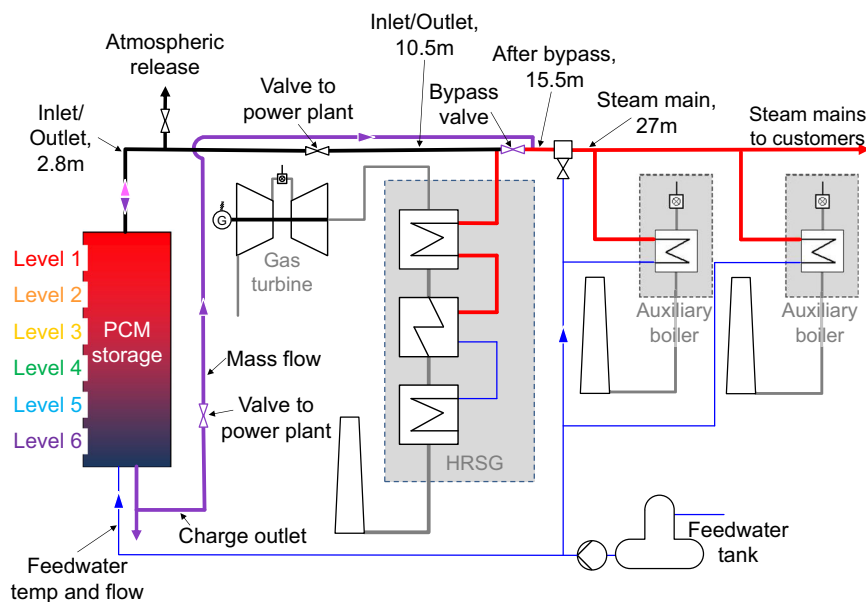 Atmospheric
release
Inlet/Outlet,
10.5m
After bypass,
15.5m
Valve to
power plant
Bypass
valve
Steam main,
27m
Steam mains
to customers
Inlet/
Outlet,
2.8m
G
Gas
turbine
Level 1
Level 2
Level 3
Level 4
Level 5
Level 6
PCM
storage
Mass flow
Valve to
power plant
Charge outlet
Feedwater
temp and flow
HRSG
Auxiliary
boiler
Auxiliary
boiler
Feedwater
tank